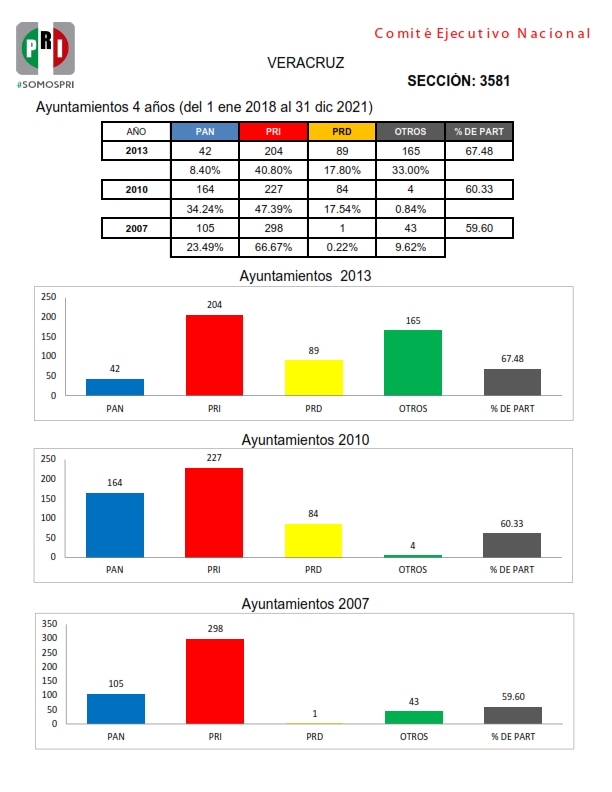 Comité Ejecutivo Nacional
PRI
#SOMOSPRI
VERACRUZ
SECCIÓN: 3581
Ayuntamientos 4 años (del 1 ene 2018 al 31 dic 2021)
AÑO PAN PRI PRD OTROS % DE PART
2013 42 204 89 165 67.48
8.40% 40.80% 17.80% 33.00%
2010 164 227 84 4 60.33
34.24% 47.39% 17.54% 0.84%
2007 105 298 1 43 59.60
23.49% 66.67% 0.22% 9.62%
Ayuntamientos 2013
250
200
150
100
50
0
42 204 89 165 67.48
PAN PRI PRD OTROS % DE PART
Ayuntamientos 2010
250
200
150
100
50
0
164 227 84 4 60.33
PAN PRI PRD OTROS % DE PART
Ayuntamientos 2007
350
300
250
200
150
100
50
0
105 298 1 43 59.60
PAN PRI PRD OTROS % DE PART